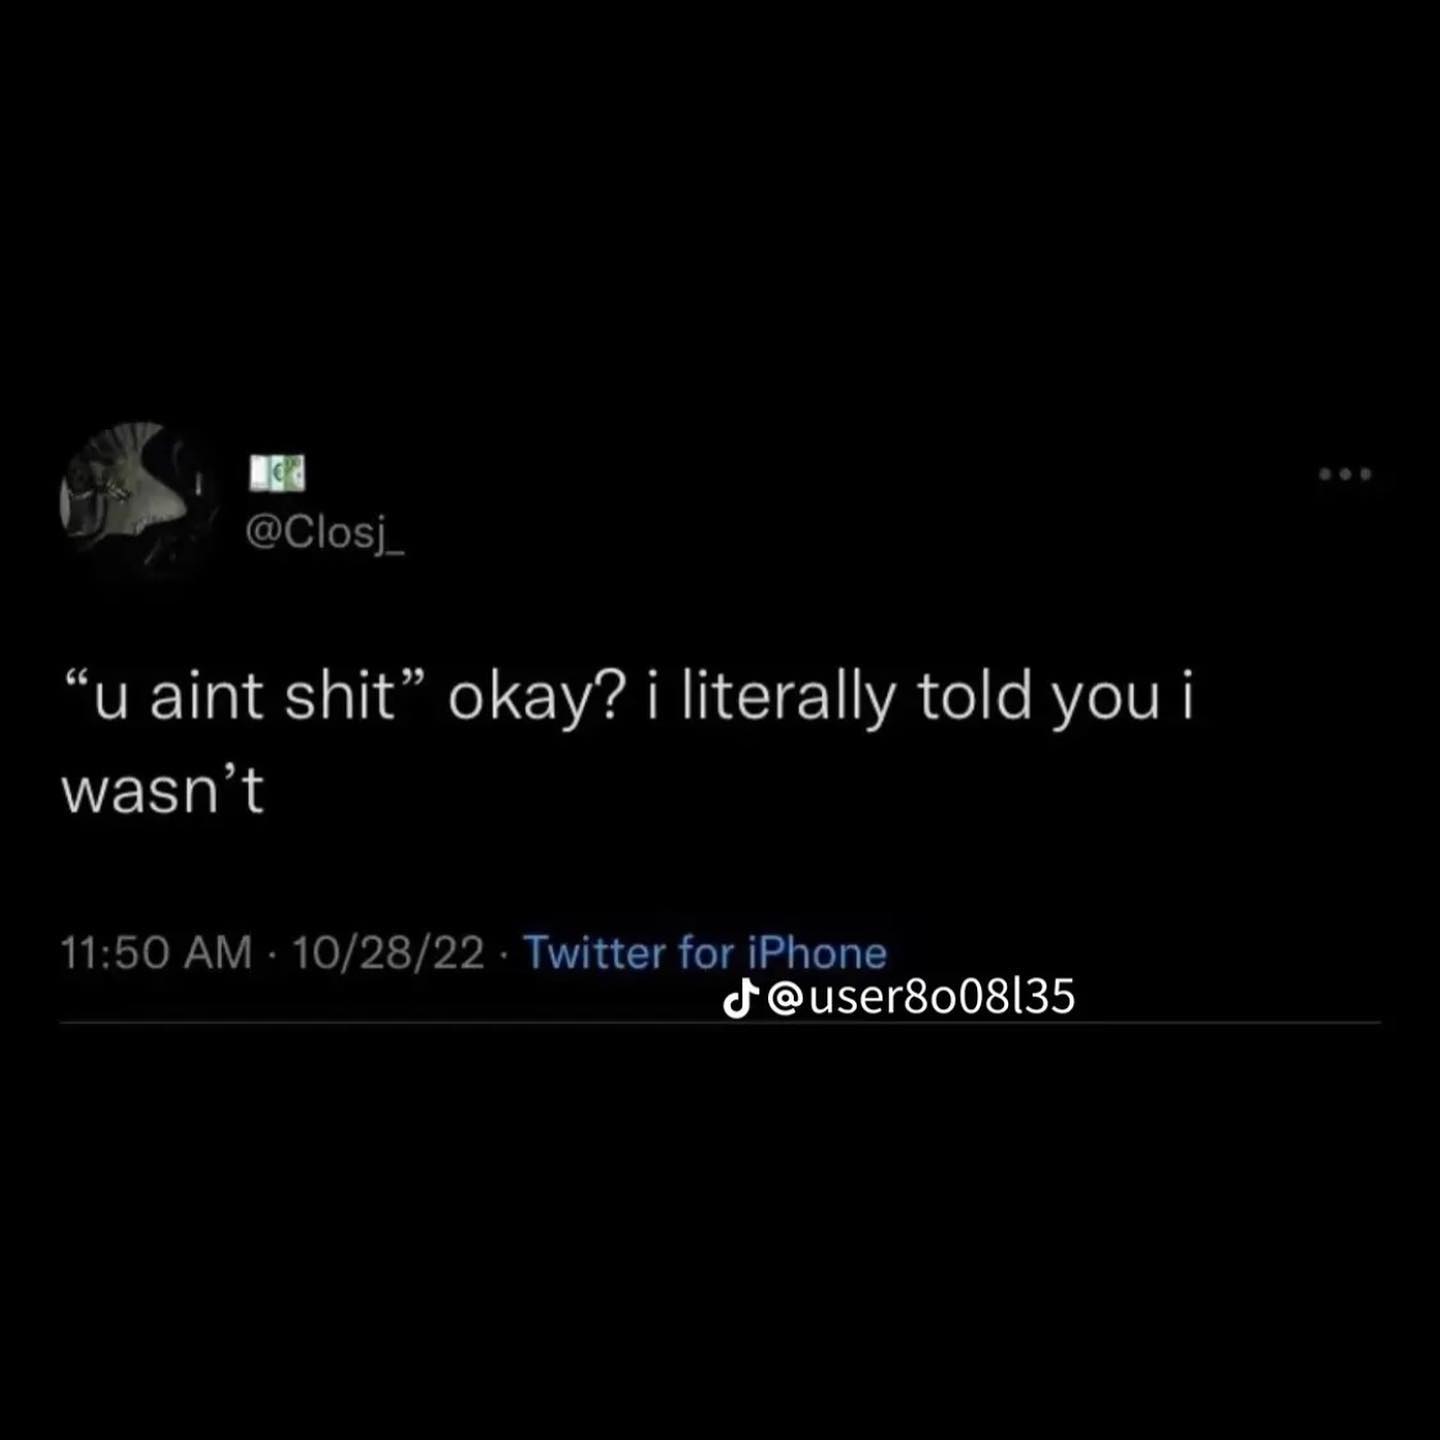 @Closj_
“u aint shit” okay? i literally told you i
wasn’t
11:50 AM · 10/28/22 · Twitter for iPhone
@user8o08l35